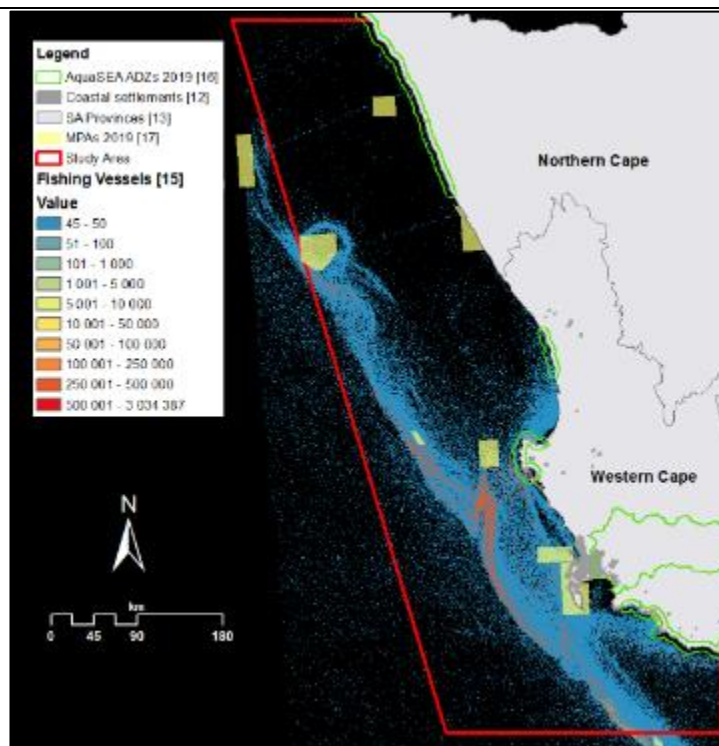 Legend
AquaSEA ADZs 2019 [16]
Coastal settlements [12]
SA Provinces [13]
MPAs 2019 [17]
Study Area
Fishing Vessels [15]
Value
45 - 50
51 - 100
101 - 1 000
1 001 - 5 000
5 001 - 10 000
10 001 - 50 000
50 001 - 100 000
100 001 - 250 000
250 001 - 500 000
500 001 - 3 031 387
Northern Cape
Western Cape
N
km
0 45 90 180